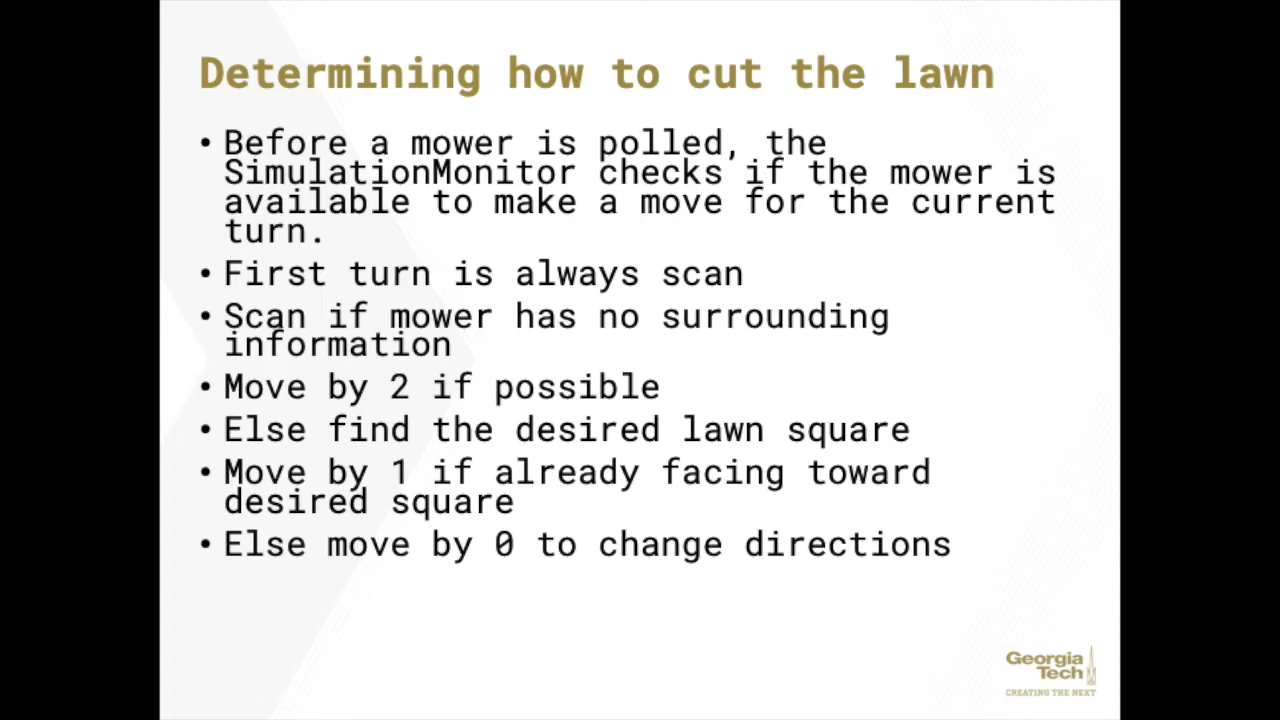 Determining how to cut the lawn
• Before a mower is polled, the
SimulationMonitor checks if the mower is
available to make a move for the current
turn.
• First turn is always scan
• Scan if mower has no surrounding
information
• Move by 2 if possible
• Else find the desired lawn square
• Move by 1 if already facing toward
desired square
• Else move by 0 to change directions
Georgia
Tech
CREATING THE NEXT